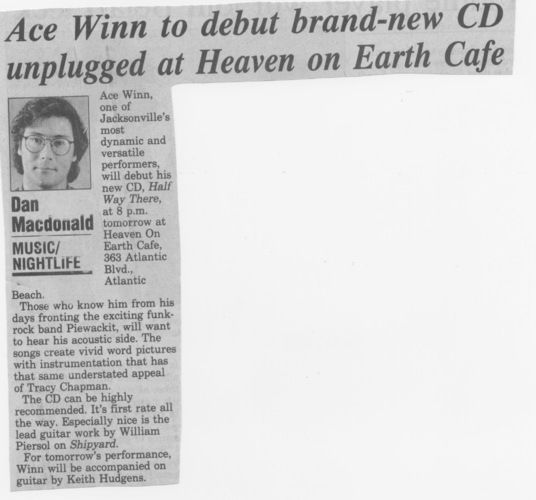 Ace Winn to debut brand-new CD
unplugged at Heaven on Earth Cafe
Dan
Macdonald
MUSIC/
NIGHTLIFE
Ace Winn,
one of
Jacksonville's
most
dynamic and
versatile
performers,
will debut his
new CD, Half
Way There,
at 8 p.m.
tomorrow at
Heaven On
Earth Cafe,
363 Atlantic
Blvd.,
Atlantic
Beach.
Those who know him from his
days fronting the exciting funk-
rock band Piewackit, will want
to hear his acoustic side. The
songs create vivid word pictures
with instrumentation that has
that same understated appeal
of Tracy Chapman.
The CD can be highly
recommended. It's first rate all
the way. Especially nice is the
lead guitar work by William
Piersol on Shipyard.
For tomorrow's performance,
Winn will be accompanied on
guitar by Keith Hudgens.